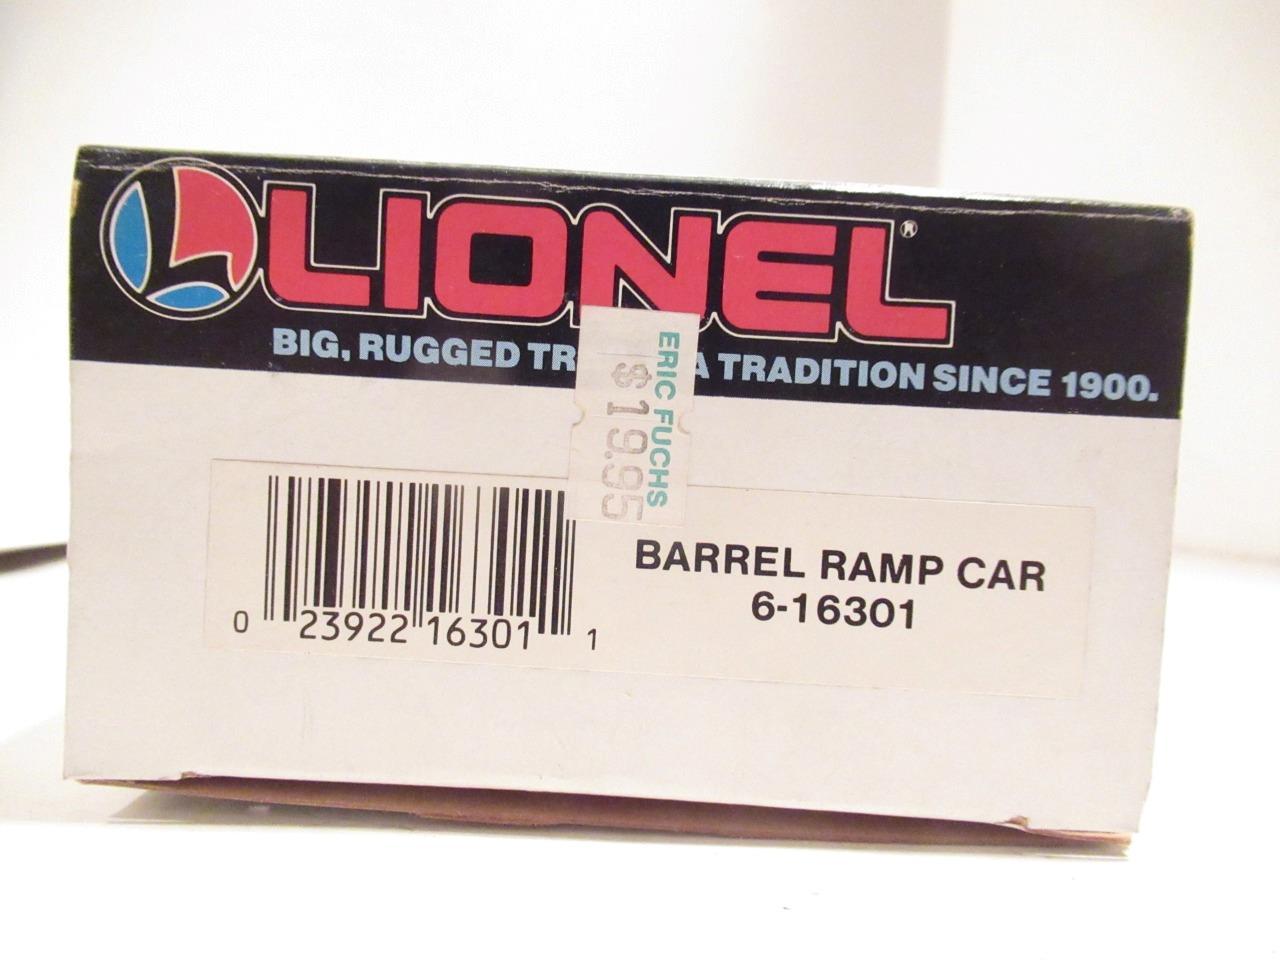 LIONEL®
BIG, RUGGED TR A TRADITION SINCE 1900.
ERIC FUCHS
$19.95
BARREL RAMP CAR
6-16301
0 23922 16301 1